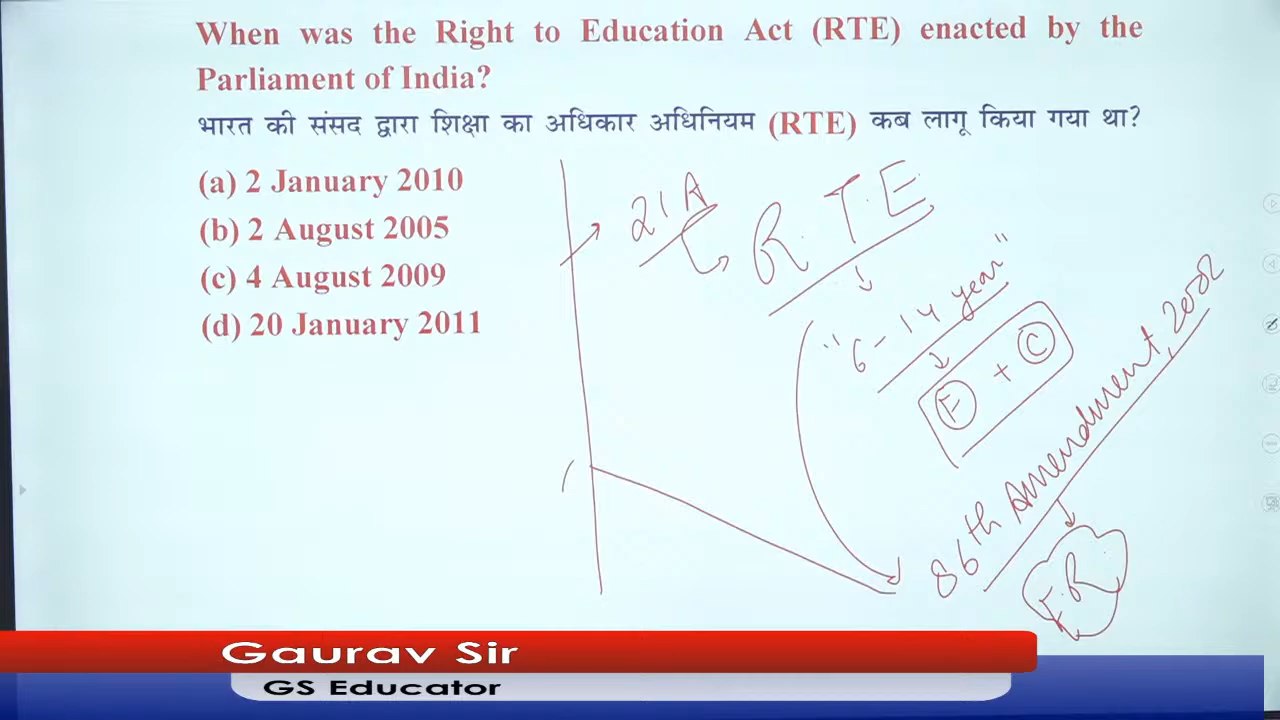 When was the Right to Education Act (RTE) enacted by the
Parliament of India?
भारत की संसद द्वारा शिक्षा का अधिकार अधिनियम (RTE) कब लागू किया गया था?
(a) 2 January 2010
(b) 2 August 2005
(c) 4 August 2009
(d) 20 January 2011
21A
R.T.E
"6-14 year"
F + C
86th Amendment, 2002
F.R
Gaurav Sir
GS Educator